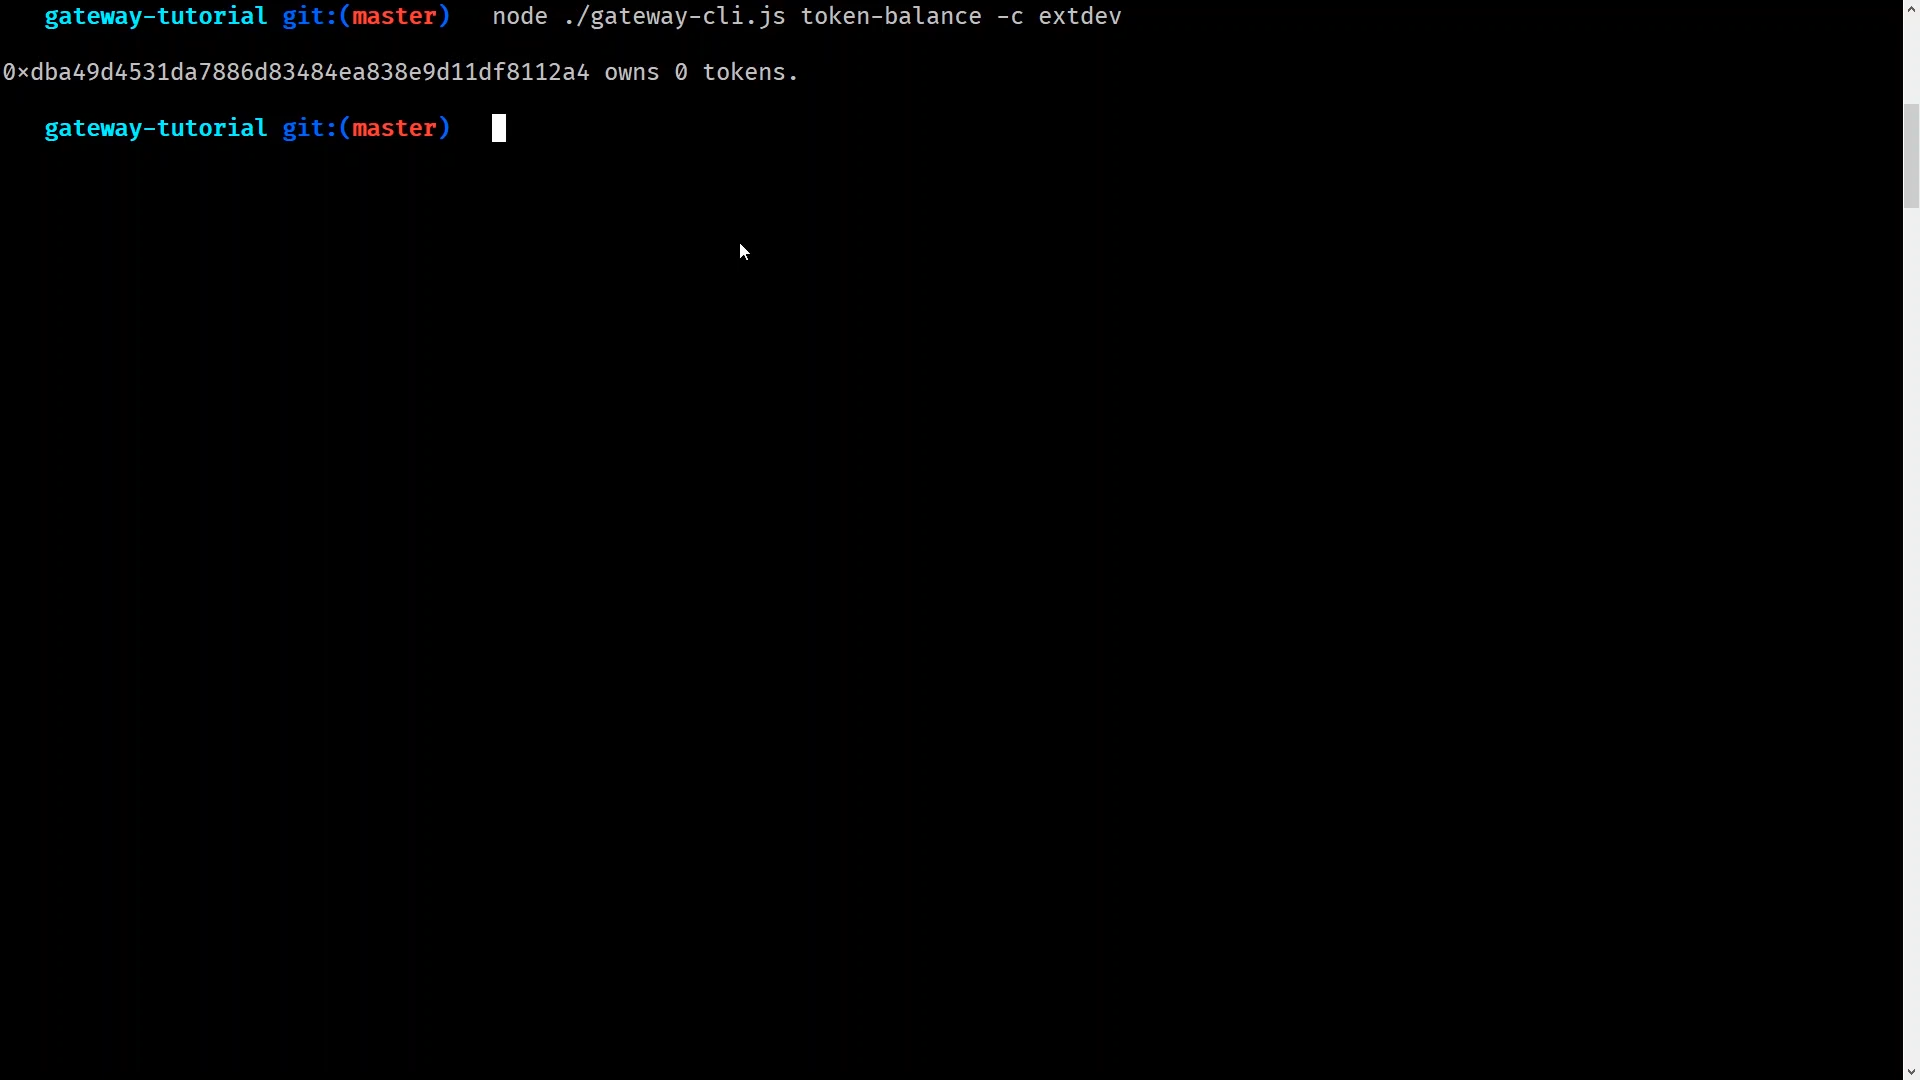 gateway-tutorial git:(master) node ./gateway-cli.js token-balance -c extdev
0×dba49d4531da7886d83484ea838e9d11df8112a4 owns 0 tokens.
gateway-tutorial git:(master)